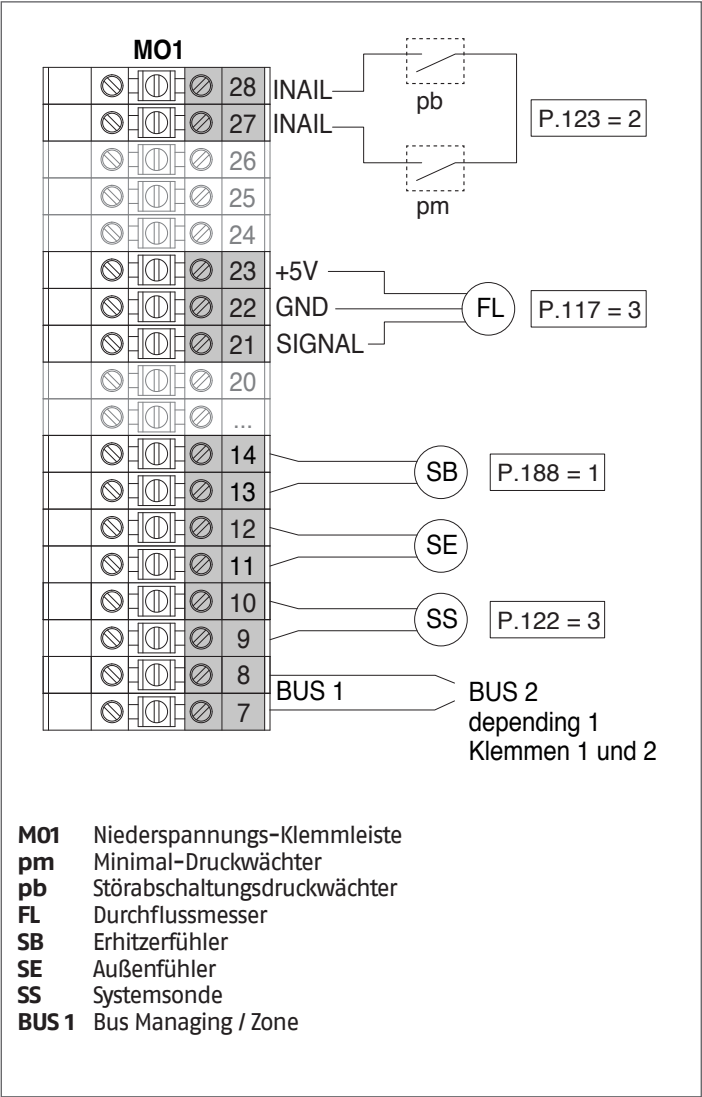 MO1
28 INAIL
27 INAIL
pb
P.123 = 2
pm
26
25
24
23 +5V
22 GND
21 SIGNAL
FL
P.117 = 3
20
...
14
13
SB
P.188 = 1
12
11
SE
10
9
SS
P.122 = 3
8
7
BUS 1
BUS 2
depending 1
Klemmen 1 und 2
M01 Niederspannungs-Klemmleiste
pm Minimal-Druckwächter
pb Störabschaltungsdruckwächter
FL Durchflussmesser
SB Erhitzerfühler
SE Außenfühler
SS Systemsonde
BUS 1 Bus Managing / Zone